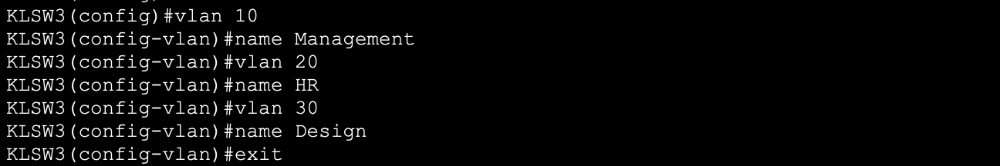 KLSW3(config)#vlan 10
KLSW3(config-vlan)#name Management
KLSW3(config-vlan)#vlan 20
KLSW3(config-vlan)#name HR
KLSW3(config-vlan)#vlan 30
KLSW3(config-vlan)#name Design
KLSW3(config-vlan)#exit